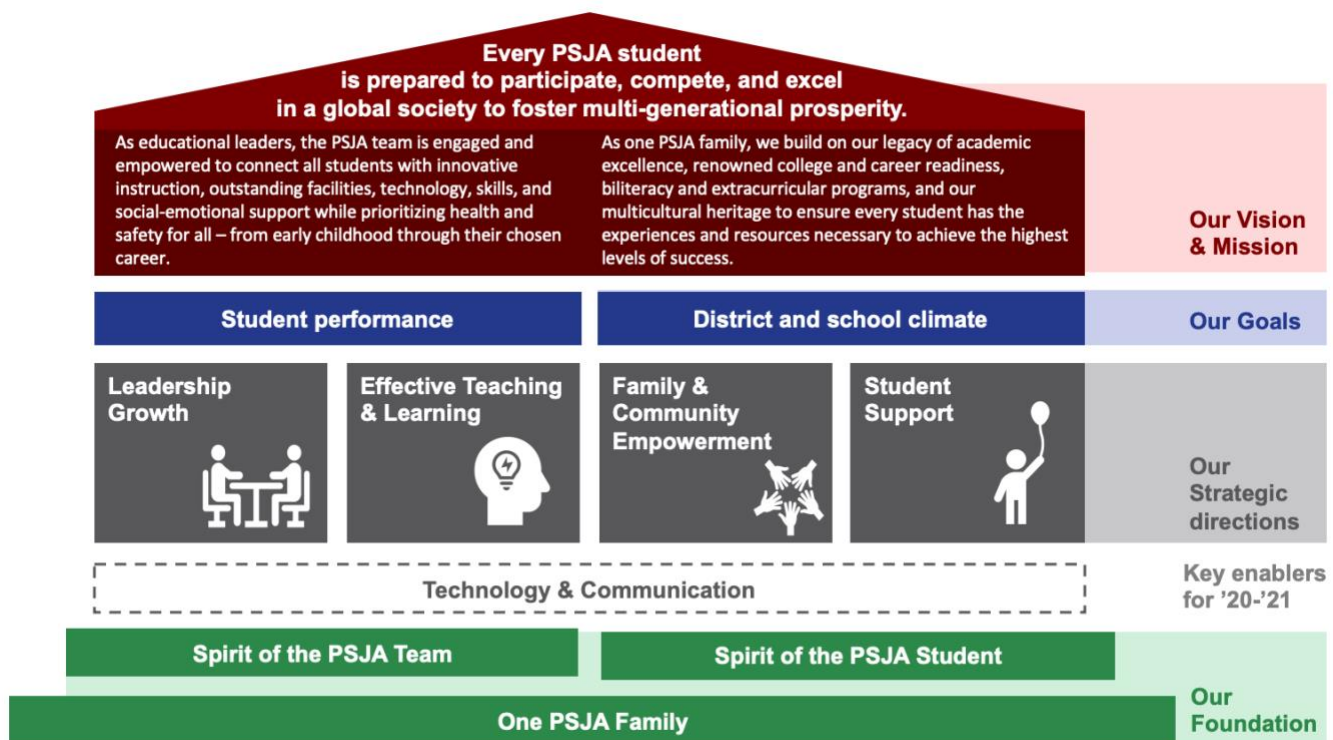 Every PSJA student
is prepared to participate, compete, and excel
in a global society to foster multi-generational prosperity.
As educational leaders, the PSJA team is engaged and
empowered to connect all students with innovative
instruction, outstanding facilities, technology, skills, and
social-emotional support while prioritizing health and
safety for all – from early childhood through their chosen
career.
As one PSJA family, we build on our legacy of academic
excellence, renowned college and career readiness,
biliteracy and extracurricular programs, and our
multicultural heritage to ensure every student has the
experiences and resources necessary to achieve the highest
levels of success.
Our Vision
& Mission
Student performance
District and school climate
Our Goals
Leadership
Growth
Effective Teaching
& Learning
Family &
Community
Empowerment
Student
Support
Our
Strategic
directions
Technology & Communication
Key enablers
for ’20-’21
Spirit of the PSJA Team
Spirit of the PSJA Student
One PSJA Family
Our
Foundation